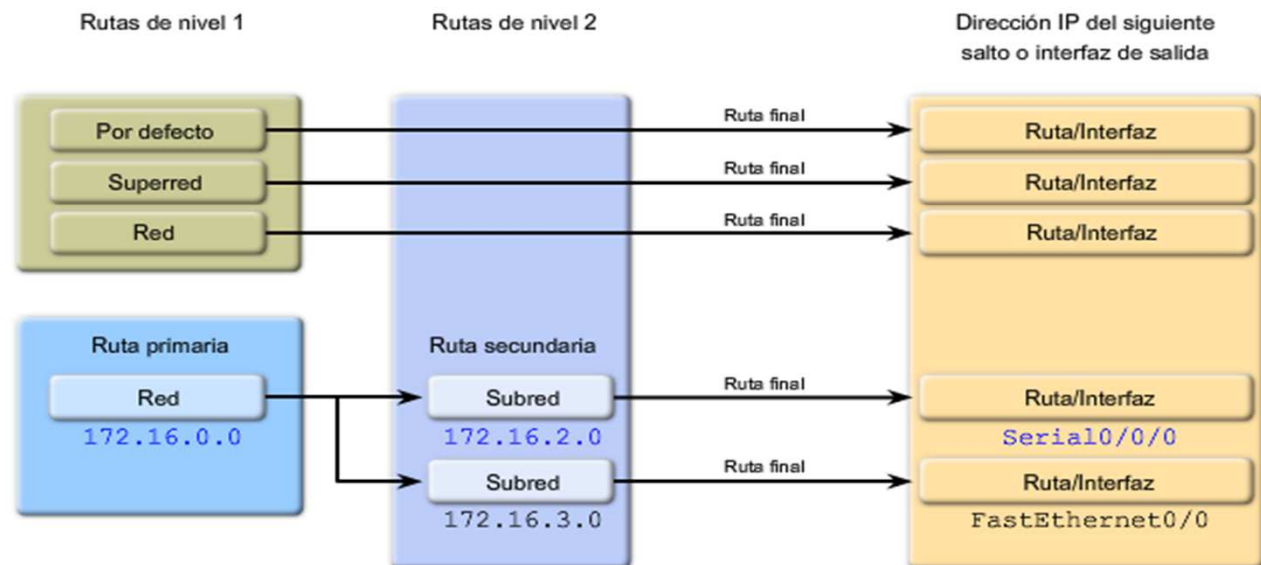 Rutas de nivel 1
Rutas de nivel 2
Dirección IP del siguiente
salto o interfaz de salida
Por defecto
Ruta final
Ruta/Interfaz
Superred
Ruta final
Ruta/Interfaz
Red
Ruta final
Ruta/Interfaz
Ruta primaria
Ruta secundaria
Red
Subred
Ruta final
Ruta/Interfaz
172.16.0.0
172.16.2.0
Serial0/0/0
Subred
Ruta final
Ruta/Interfaz
172.16.3.0
FastEthernet0/0